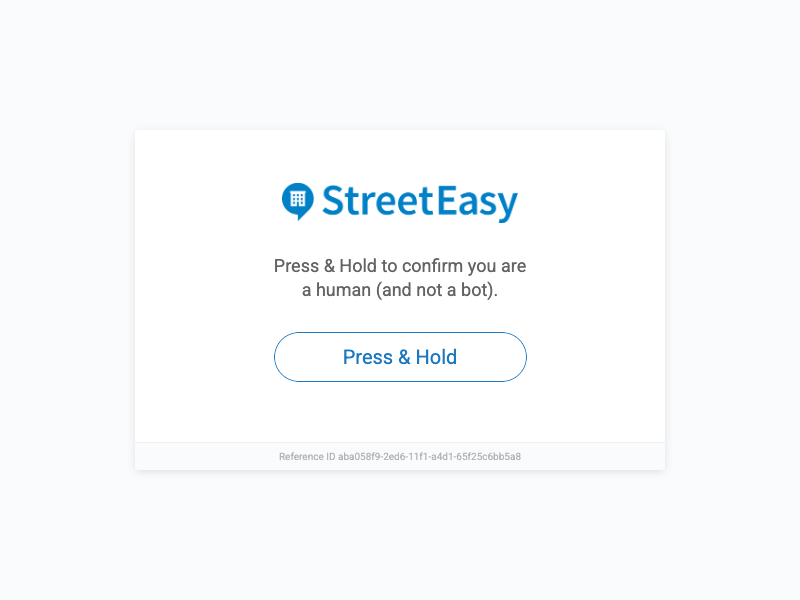 StreetEasy
Press & Hold to confirm you are
a human (and not a bot).
Press & Hold
Reference ID aba058f9-2ed6-11f1-a4d1-65f25c6bb5a8